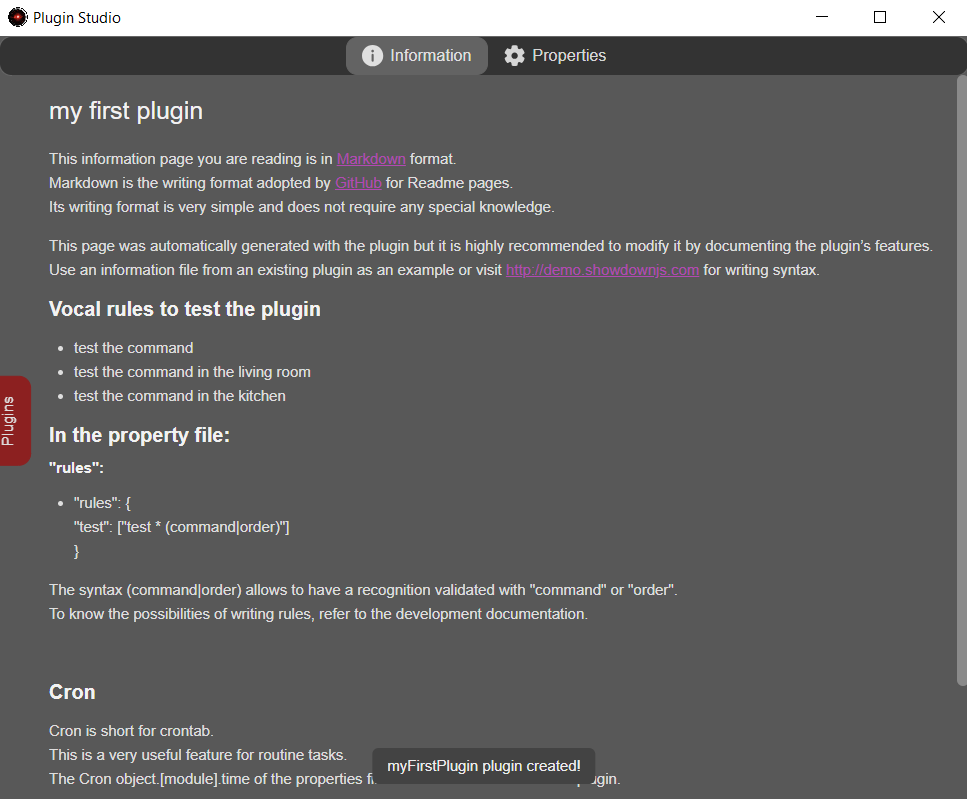 Plugin Studio
Information
Properties
my first plugin
This information page you are reading is in Markdown format.
Markdown is the writing format adopted by GitHub for Readme pages.
Its writing format is very simple and does not require any special knowledge.
This page was automatically generated with the plugin but it is highly recommended to modify it by documenting the plugin's features.
Use an information file from an existing plugin as an example or visit http://demo.showdownjs.com for writing syntax.
Vocal rules to test the plugin
• test the command
• test the command in the living room
• test the command in the kitchen
Plugins
In the property file:
"rules":
• "rules": {
"test": ["test * (command|order)"]
}
The syntax (command|order) allows to have a recognition validated with "command" or "order".
To know the possibilities of writing rules, refer to the development documentation.
Cron
Cron is short for crontab.
This is a very useful feature for routine tasks.
myFirstPlugin plugin created!
The Cron object.[module].time of the properties